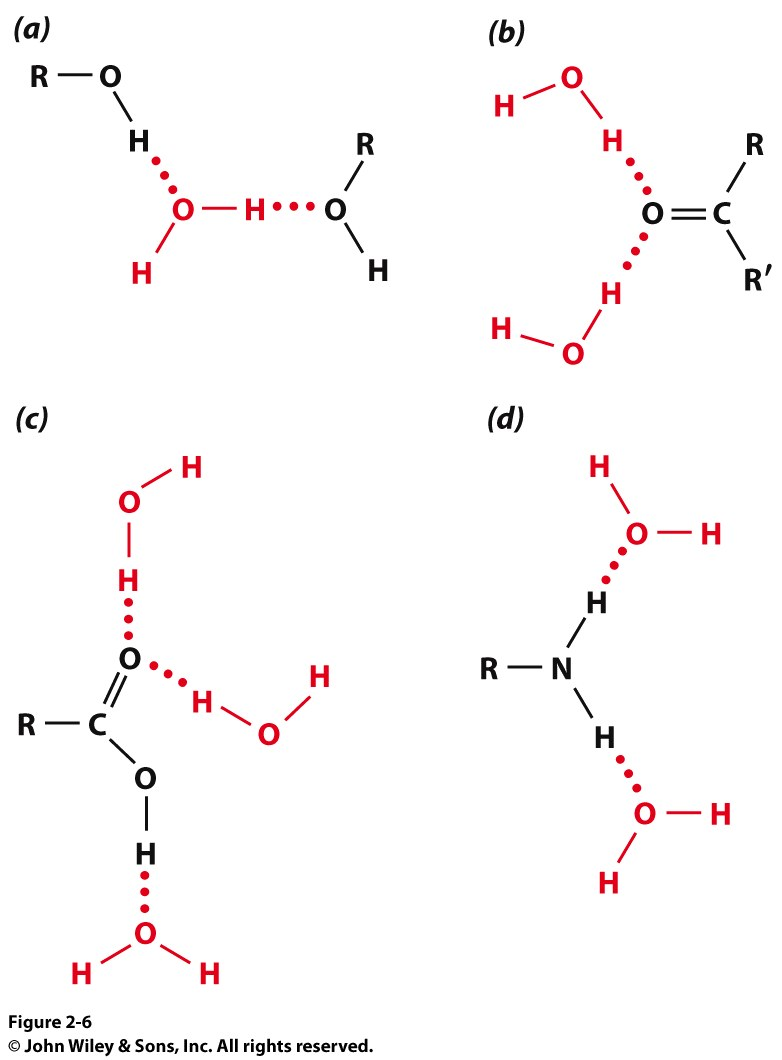 (a)
R O
H
O H O
R
H
H
(b)
H O
H
O C
R
R′
H
H O
(c)
O H
H
O
H O H
R C
O
H
O
H H
(d)
H
O H
H
R N
H
O H
H
Figure 2-6
© John Wiley & Sons, Inc. All rights reserved.